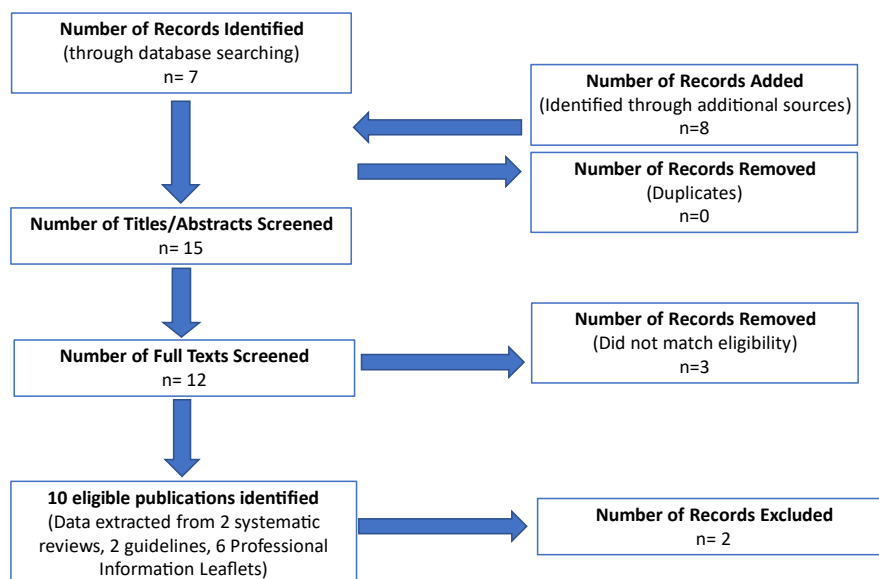 Number of Records Identified
(through database searching)
n= 7
Number of Records Added
(Identified through additional sources)
n=8
Number of Records Removed
(Duplicates)
n=0
Number of Titles/Abstracts Screened
n= 15
Number of Records Removed
(Did not match eligibility)
n=3
Number of Full Texts Screened
n= 12
10 eligible publications identified
(Data extracted from 2 systematic
reviews, 2 guidelines, 6 Professional
Information Leaflets)
Number of Records Excluded
n= 2